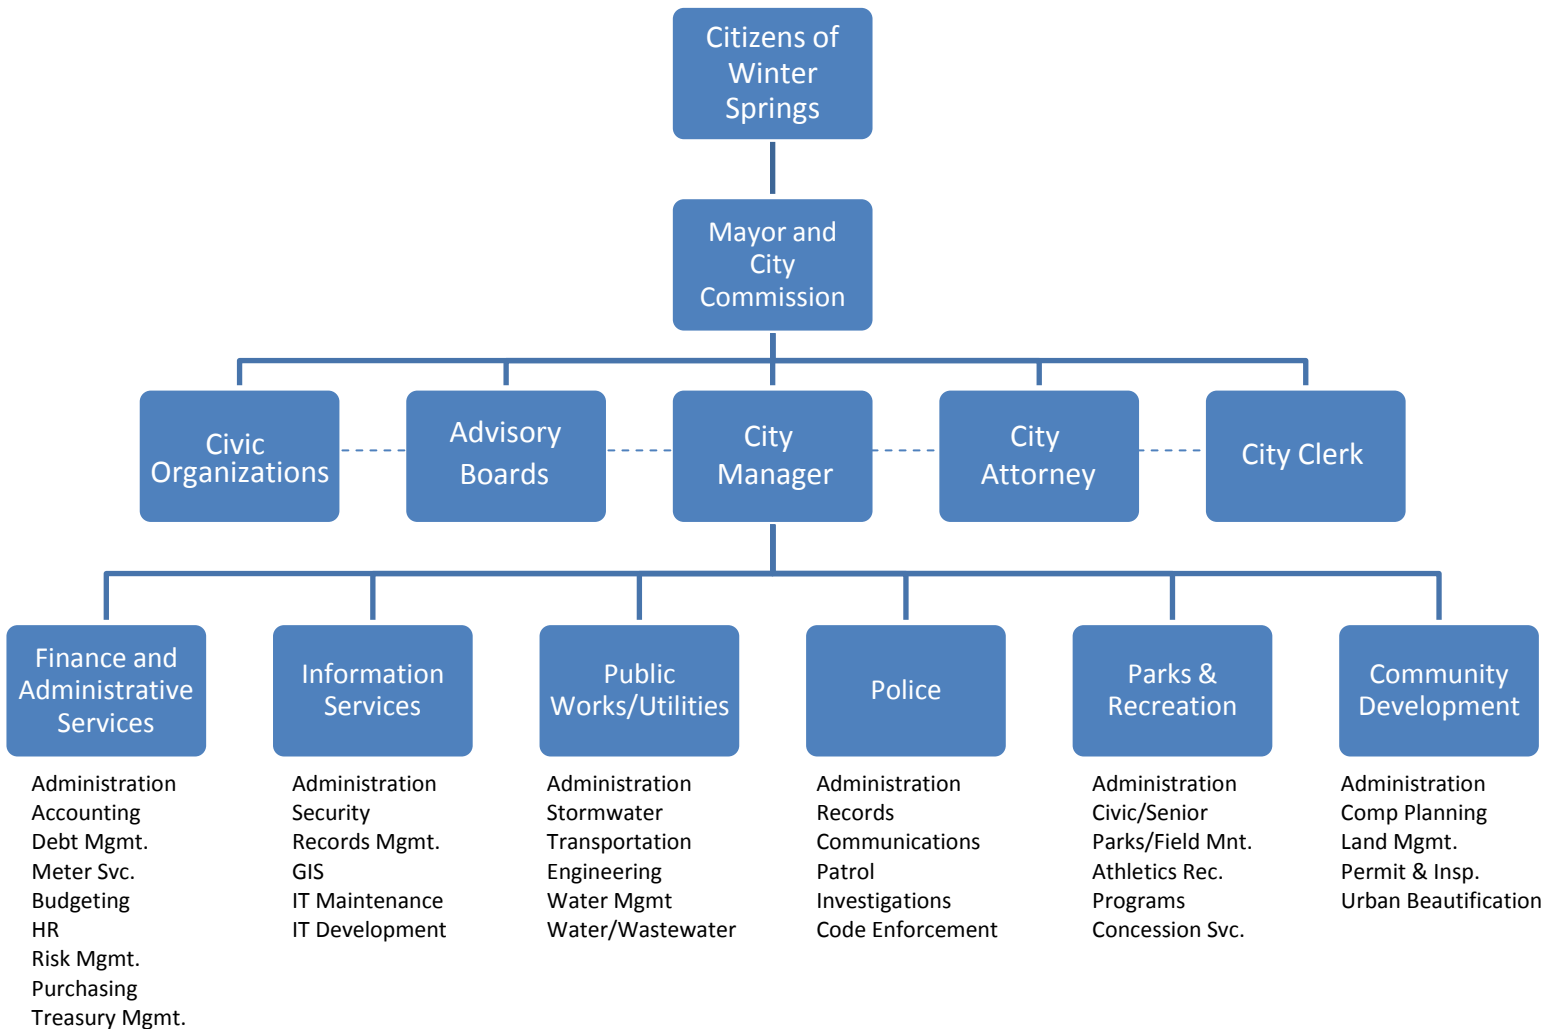 Citizens of
Winter
Springs
Mayor and
City
Commission
Civic
Organizations
Advisory
Boards
City
Manager
City
Attorney
City Clerk
Finance and
Administrative
Services
Information
Services
Public
Works/Utilities
Police
Parks &
Recreation
Community
Development
Administration
Accounting
Debt Mgmt.
Meter Svc.
Budgeting
HR
Risk Mgmt.
Purchasing
Treasury Mgmt.
Administration
Security
Records Mgmt.
GIS
IT Maintenance
IT Development
Administration
Stormwater
Transportation
Engineering
Water Mgmt
Water/Wastewater
Administration
Records
Communications
Patrol
Investigations
Code Enforcement
Administration
Civic/Senior
Parks/Field Mnt.
Athletics Rec.
Programs
Concession Svc.
Administration
Comp Planning
Land Mgmt.
Permit & Insp.
Urban Beautification